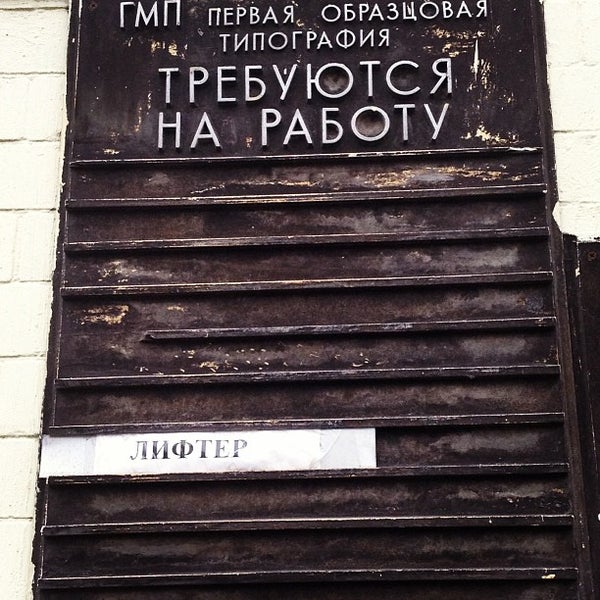 ГМП ПЕРВАЯ ОБРАЗЦОВАЯ
ТИПОГРАФИЯ
ТРЕБУЮТСЯ
НА РАБОТУ
ЛИФТЕР